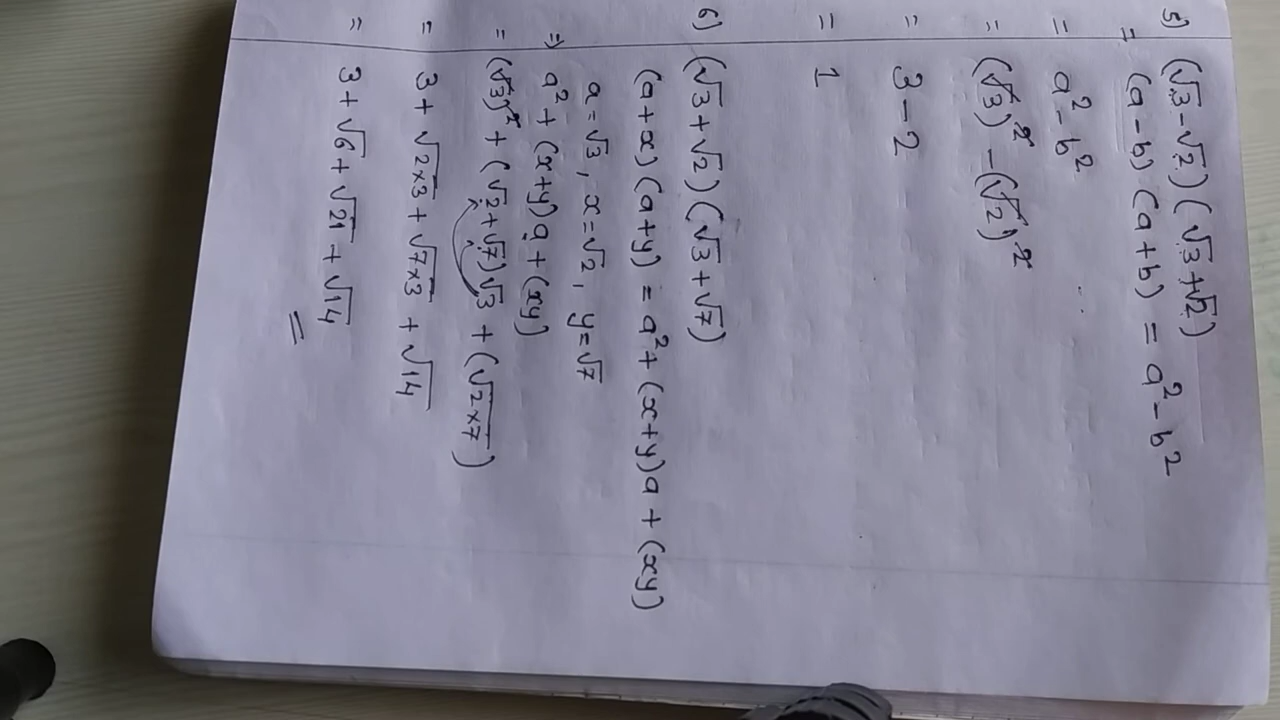 5) (√3-√2)(√3+√2)
= (a-b)(a+b) = a²-b²
= a²-b²
= (√3)² -(√2)²
= 3-2
= 1
6) (√3+√2)(√3+√7)
(a+x)(a+y) = a²+(x+y)a+(xy)
a=√3, x=√2, y=√7
⇒ a²+(x+y)a+(xy)
= (√3)²+(√2+√7)√3+(√2×7)
= 3+√2×3+√7×3+√14
= 3+√6+√21+√14